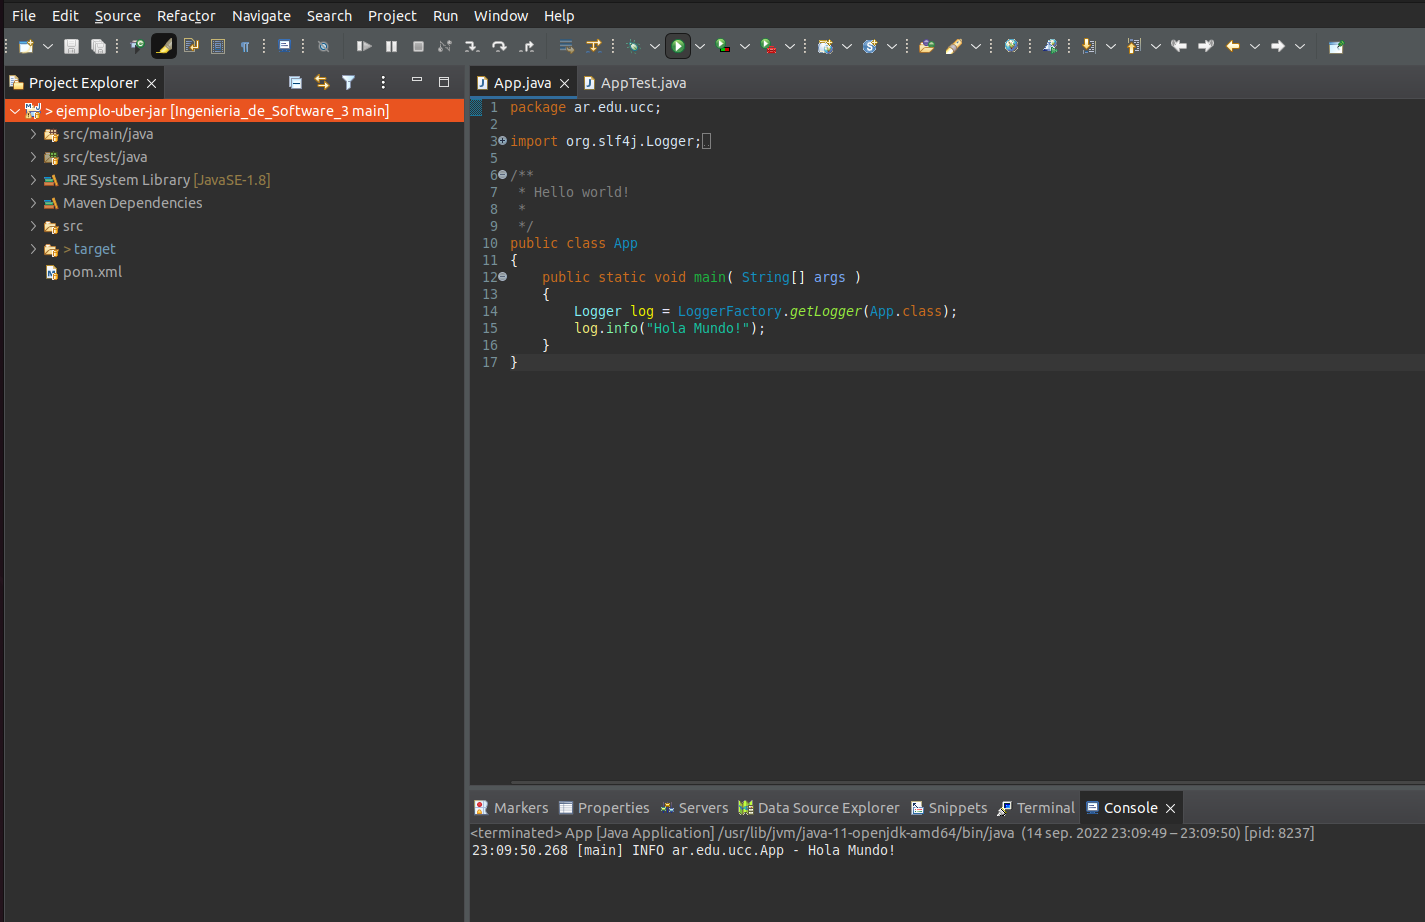 File Edit Source Refactor Navigate Search Project Run Window Help
Project Explorer
> ejemplo-uber-jar [Ingenieria_de_Software_3 main]
src/main/java
src/test/java
JRE System Library [JavaSE-1.8]
Maven Dependencies
src
> target
pom.xml
App.java AppTest.java
1 package ar.edu.ucc;
2
3 import org.slf4j.Logger;
5
6 /**
7 * Hello world!
8 *
9 */
10 public class App
11 {
12 public static void main( String[] args )
13 {
14 Logger log = LoggerFactory.getLogger(App.class);
15 log.info("Hola Mundo!");
16 }
17 }
Markers Properties Servers Data Source Explorer Snippets Terminal Console
<terminated> App [Java Application] /usr/lib/jvm/java-11-openjdk-amd64/bin/java (14 sep. 2022 23:09:49 – 23:09:50) [pid: 8237]
23:09:50.268 [main] INFO ar.edu.ucc.App - Hola Mundo!